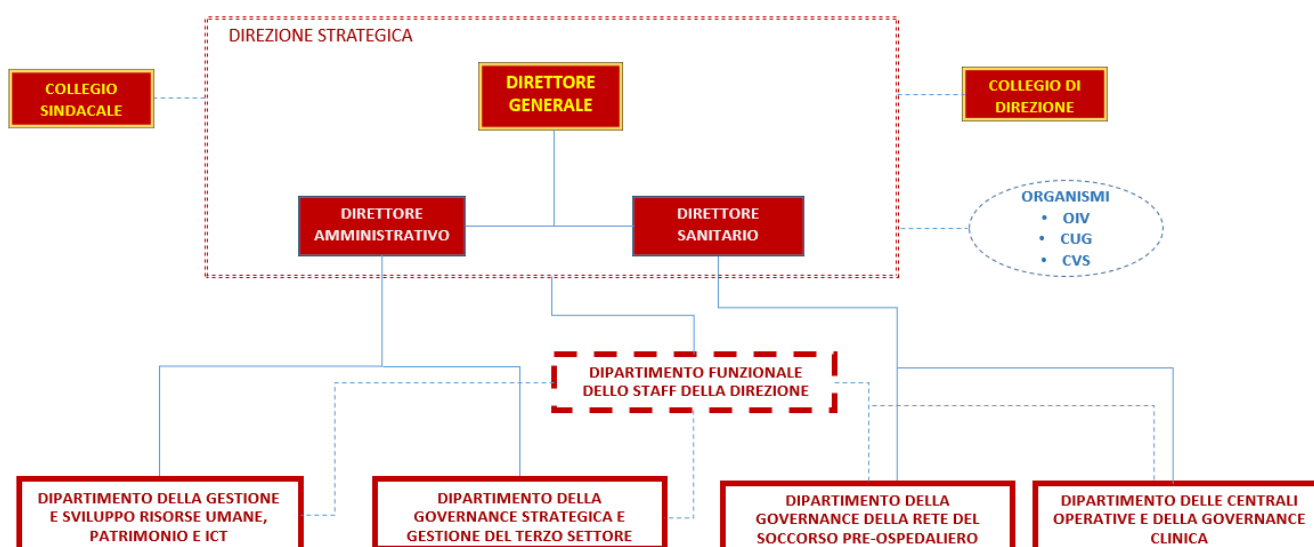 DIREZIONE STRATEGICA
COLLEGIO
SINDACALE
DIRETTORE
GENERALE
COLLEGIO DI
DIREZIONE
DIRETTORE
AMMINISTRATIVO
DIRETTORE
SANITARIO
ORGANISMI
• OIV
• CUG
• CVS
DIPARTIMENTO FUNZIONALE
DELLO STAFF DELLA DIREZIONE
DIPARTIMENTO DELLA GESTIONE
E SVILUPPO RISORSE UMANE,
PATRIMONIO E ICT
DIPARTIMENTO DELLA
GOVERNANCE STRATEGICA E
GESTIONE DEL TERZO SETTORE
DIPARTIMENTO DELLA
GOVERNANCE DELLA RETE DEL
SOCCORSO PRE-OSPEDALIERO
DIPARTIMENTO DELLE CENTRALI
OPERATIVE E DELLA GOVERNANCE
CLINICA